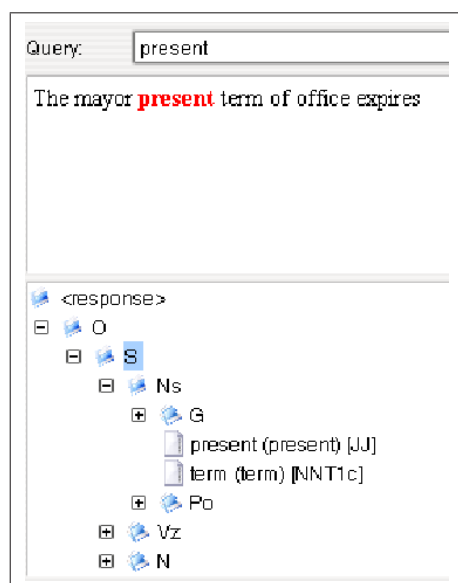 Query: present
The mayor present term of office expires
<response>
O
S
Ns
G
present (present) [JJ]
term (term) [NNT1c]
Po
Vz
N